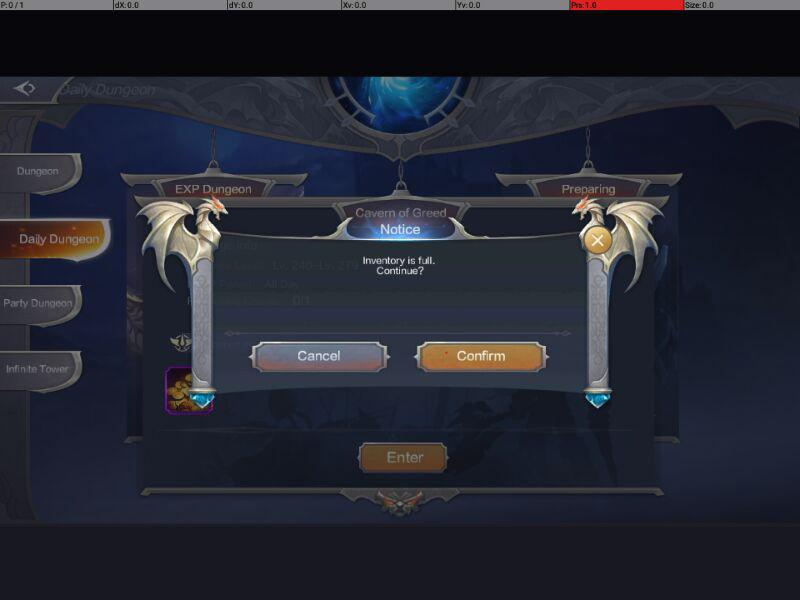 P: 0 / 1 dX: 0.0 dY: 0.0 Xv: 0.0 Yv: 0.0 Prs: 1.0 Size: 0.0
Daily Dungeon
Dungeon
EXP Dungeon
Preparing
Cavern of Greed
Notice
Daily Dungeon
Inventory is full.
Continue?
All Day
0/1
Party Dungeon
Cancel
Confirm
Infinite Tower
Enter